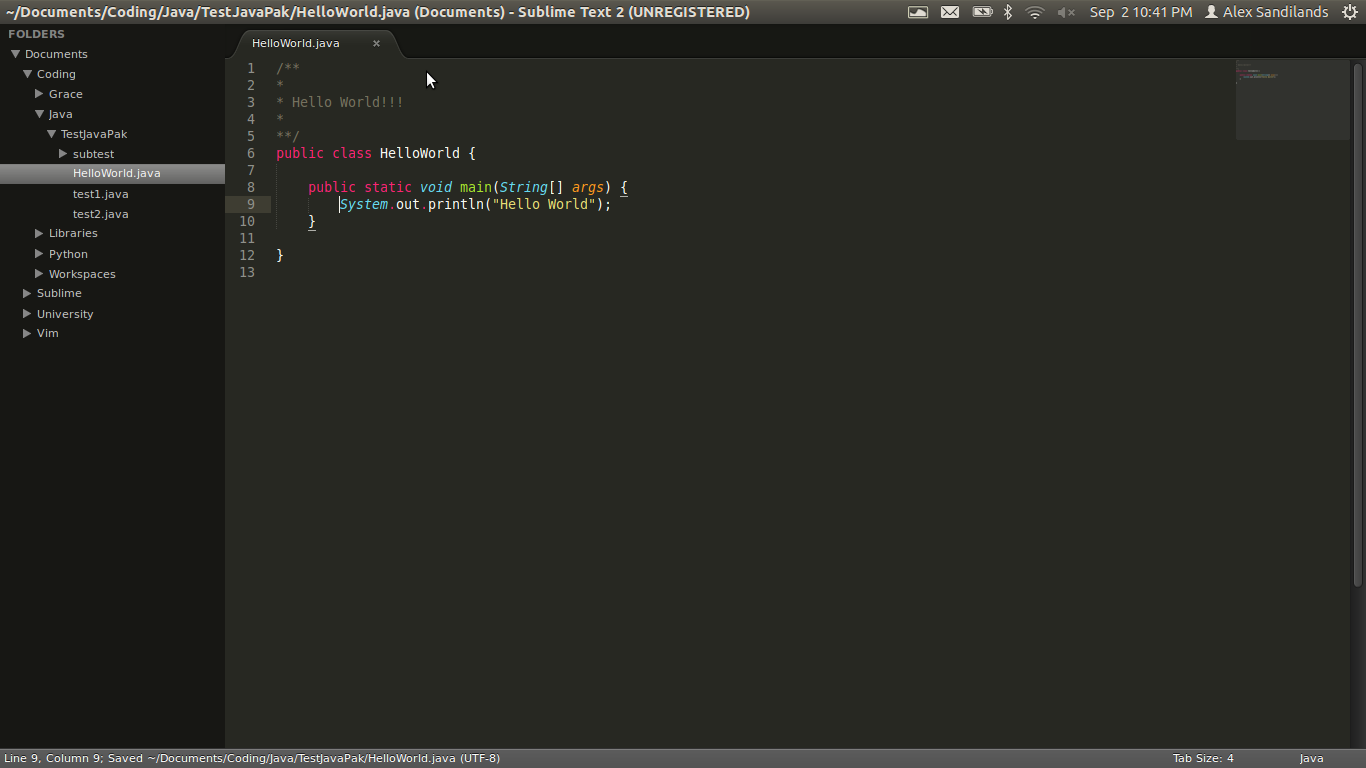 ~/Documents/Coding/Java/TestJavaPak/HelloWorld.java (Documents) - Sublime Text 2 (UNREGISTERED)
Sep 2 10:41 PM Alex Sandilands
FOLDERS
Documents
Coding
Grace
Java
TestJavaPak
subtest
HelloWorld.java
test1.java
test2.java
Libraries
Python
Workspaces
Sublime
University
Vim
HelloWorld.java ×
1 /**
2 *
3 * Hello World!!!
4 *
5 **/
6 public class HelloWorld {
7
8 public static void main(String[] args) {
9 System.out.println("Hello World");
10 }
11
12 }
13
Line 9, Column 9; Saved ~/Documents/Coding/Java/TestJavaPak/HelloWorld.java (UTF-8)
Tab Size: 4
Java